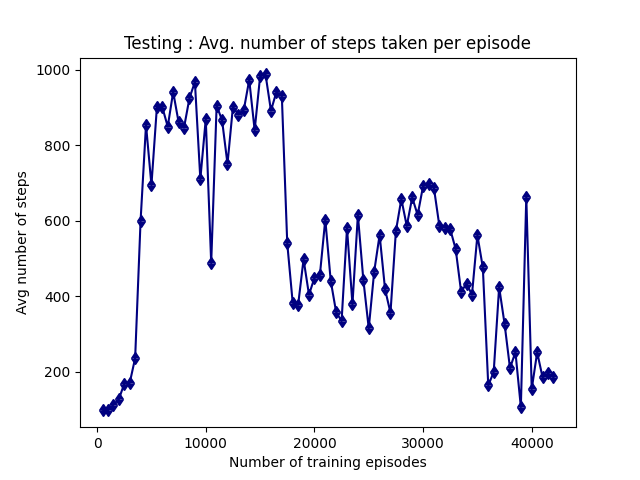 Testing : Avg. number of steps taken per episode
1000
800
600
400
200
Avg number of steps
0 10000 20000 30000 40000
Number of training episodes